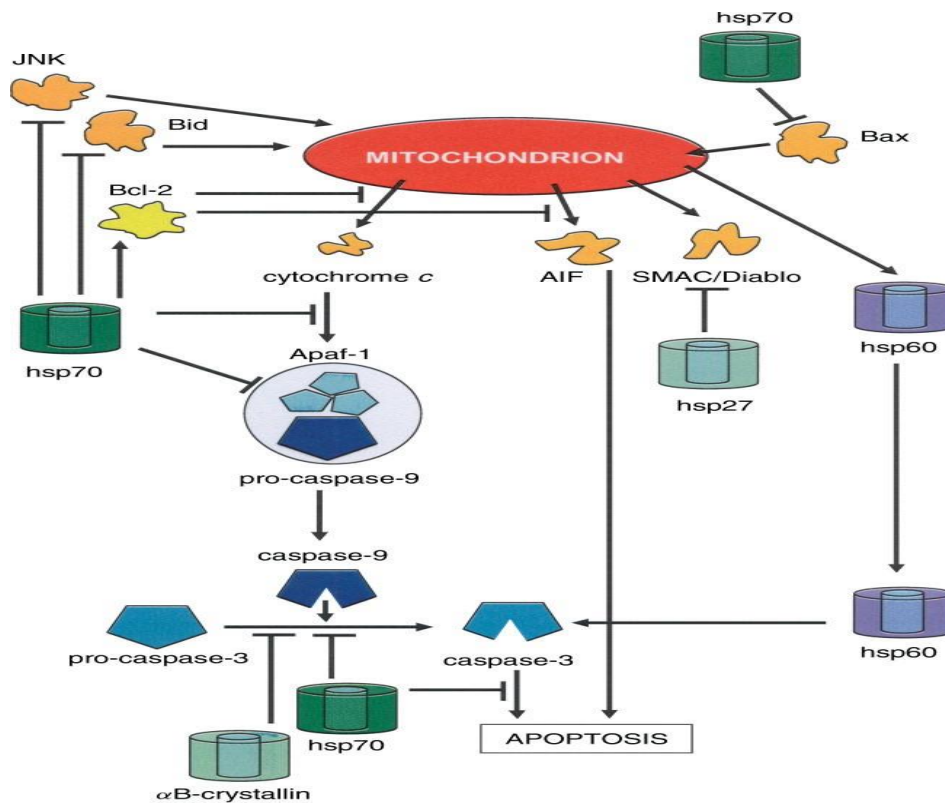 hsp70
JNK
Bid
Bax
MITOCHONDRION
Bcl-2
cytochrome c
AIF
SMAC/Diablo
hsp70
Apaf-1
hsp27
hsp60
pro-caspase-9
caspase-9
pro-caspase-3
caspase-3
hsp60
hsp70
APOPTOSIS
αB-crystallin